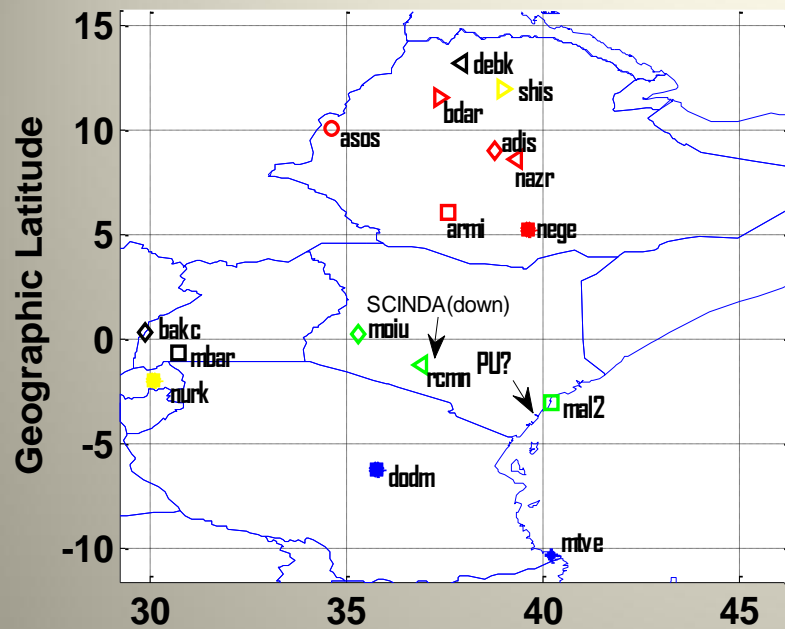 Geographic Latitude
15
10
5
0
-5
-10
30
35
40
45
debk
shis
bdar
asos
adis
nazr
armi
nege
SCINDA(down)
bakc
moiu
mbar
rcmn
PU?
nurk
mal2
dodm
mtve